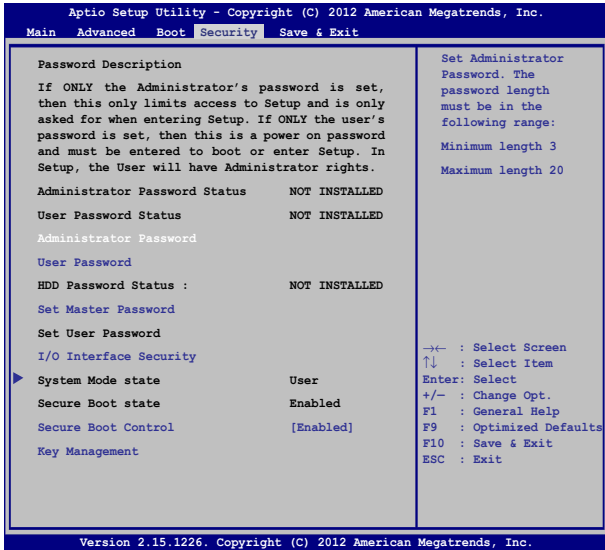 Aptio Setup Utility - Copyright (C) 2012 American Megatrends, Inc.
Main Advanced Boot Security Save & Exit
Password Description
If ONLY the Administrator's password is set,
then this only limits access to Setup and is only
asked for when entering Setup. If ONLY the user's
password is set, then this is a power on password
and must be entered to boot or enter Setup. In
Setup, the User will have Administrator rights.
Administrator Password Status NOT INSTALLED
User Password Status NOT INSTALLED
Administrator Password
User Password
HDD Password Status : NOT INSTALLED
Set Master Password
Set User Password
I/O Interface Security
System Mode state User
Secure Boot state Enabled
Secure Boot Control [Enabled]
Key Management
Set Administrator
Password. The
password length
must be in the
following range:
Minimum length 3
Maximum length 20
→← : Select Screen
↑↓ : Select Item
Enter: Select
+/— : Change Opt.
F1 : General Help
F9 : Optimized Defaults
F10 : Save & Exit
ESC : Exit
Version 2.15.1226. Copyright (C) 2012 American Megatrends, Inc.